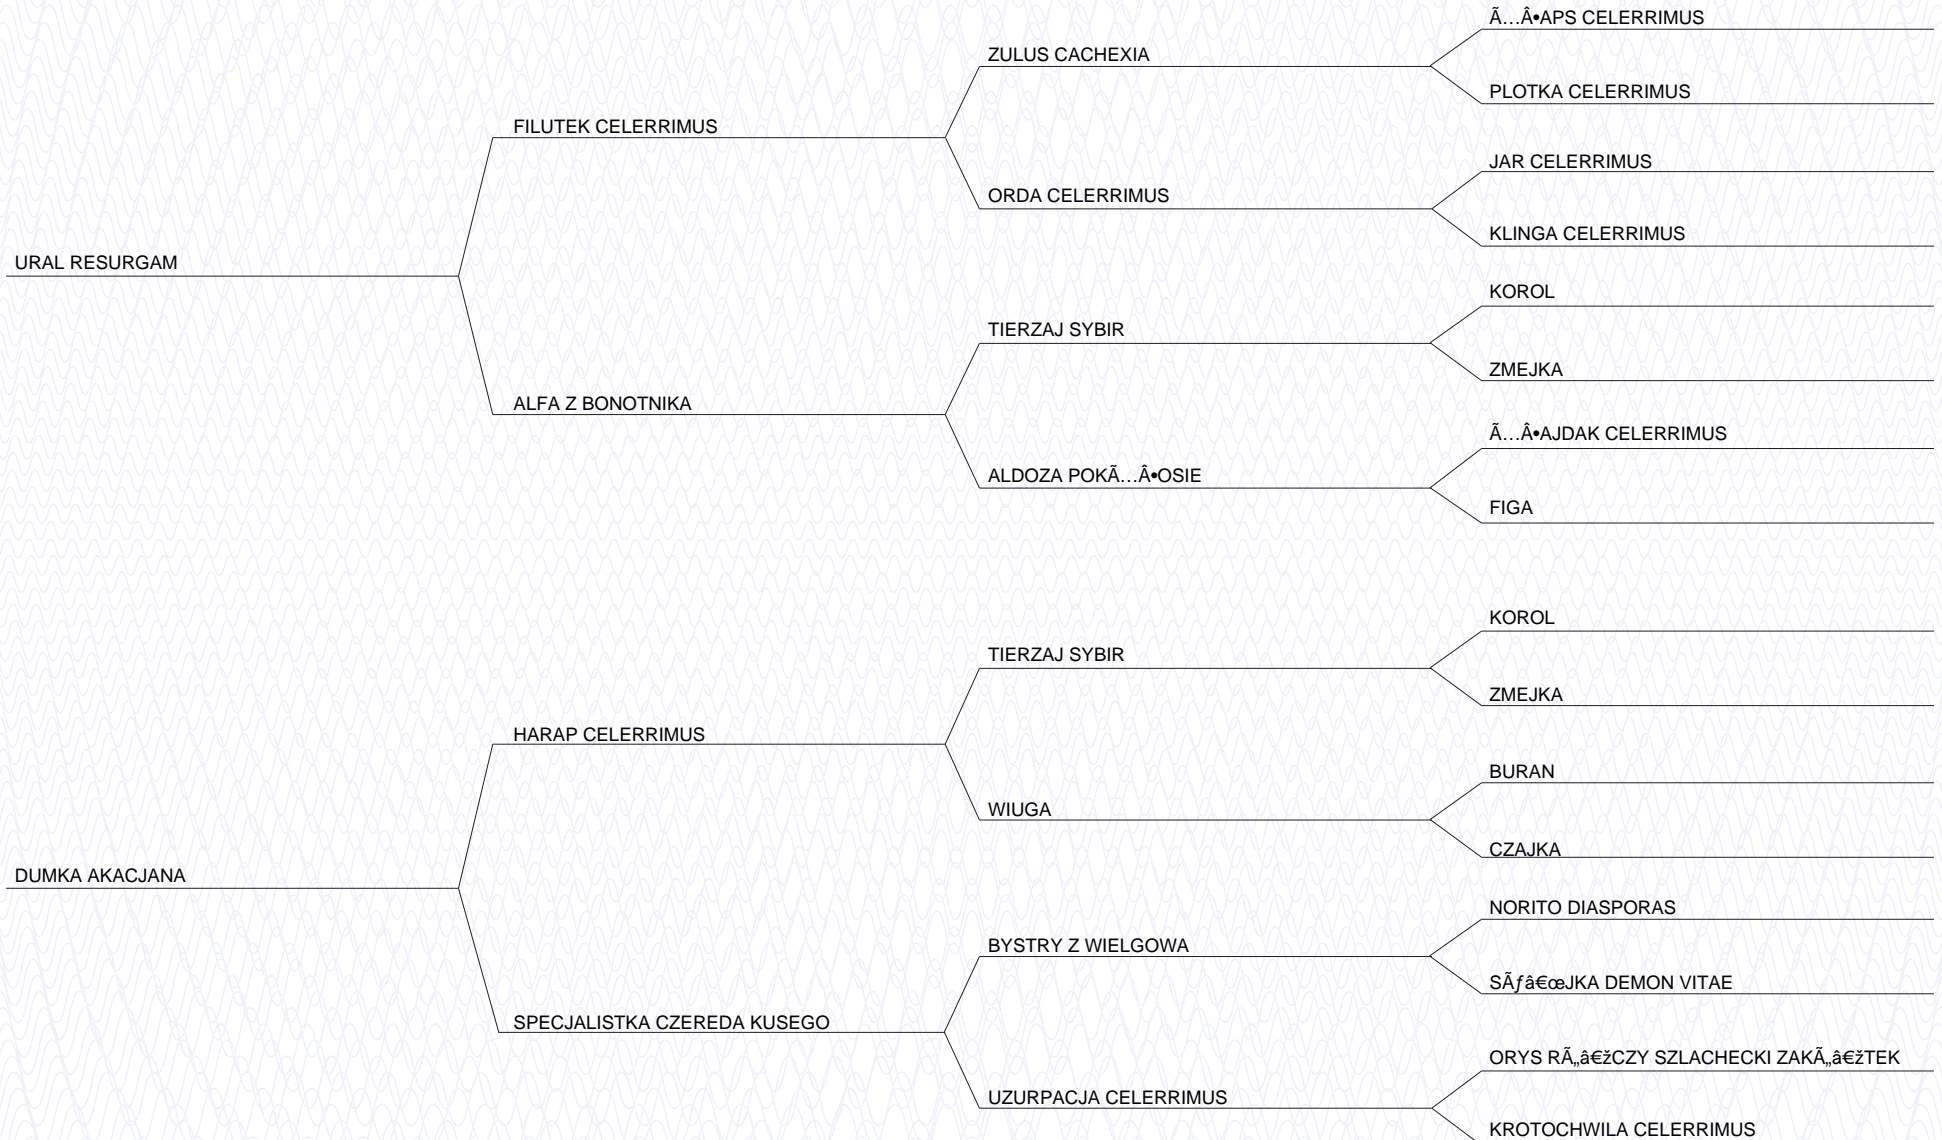 Ã…Â•APS CELERRIMUS
ZULUS CACHEXIA
PLOTKA CELERRIMUS
FILUTEK CELERRIMUS
JAR CELERRIMUS
ORDA CELERRIMUS
KLINGA CELERRIMUS
URAL RESURGAM
KOROL
TIERZAJ SYBIR
ZMEJKA
ALFA Z BONOTNIKA
Ã…Â•AJDAK CELERRIMUS
ALDOZA POKÃ…Â•OSIE
FIGA
KOROL
TIERZAJ SYBIR
ZMEJKA
HARAP CELERRIMUS
BURAN
WIUGA
CZAJKA
DUMKA AKACJANA
NORITO DIASPORAS
BYSTRY Z WIELGOWA
SÃƒâ€œJKA DEMON VITAE
SPECJALISTKA CZEREDA KUSEGO
ORYS RÃ„â€žCZY SZLACHECKI ZAKÃ„â€žTEK
UZURPACJA CELERRIMUS
KROTOCHWILA CELERRIMUS